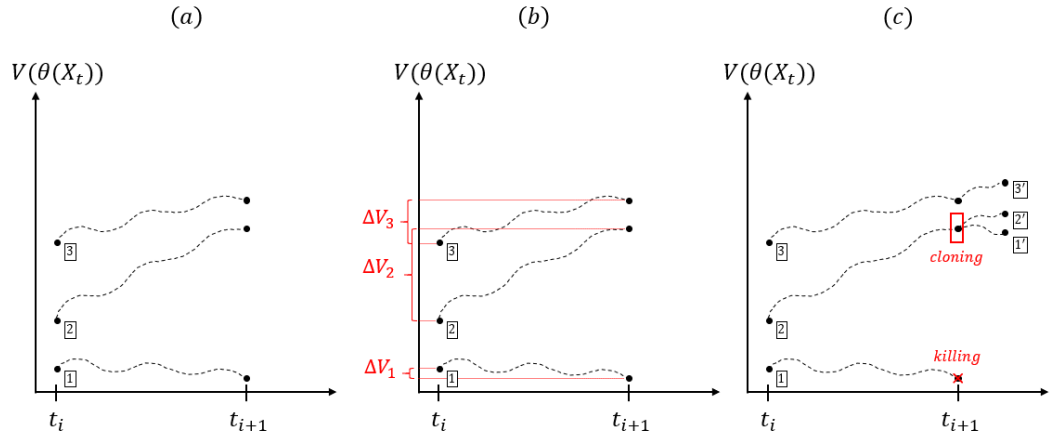 (a)
V(θ(X_t))
3
2
1
t_i
t_{i+1}
(b)
V(θ(X_t))
ΔV_3
3
ΔV_2
2
ΔV_1
1
t_i
t_{i+1}
(c)
V(θ(X_t))
3'
2'
1'
3
cloning
2
killing
1
t_i
t_{i+1}